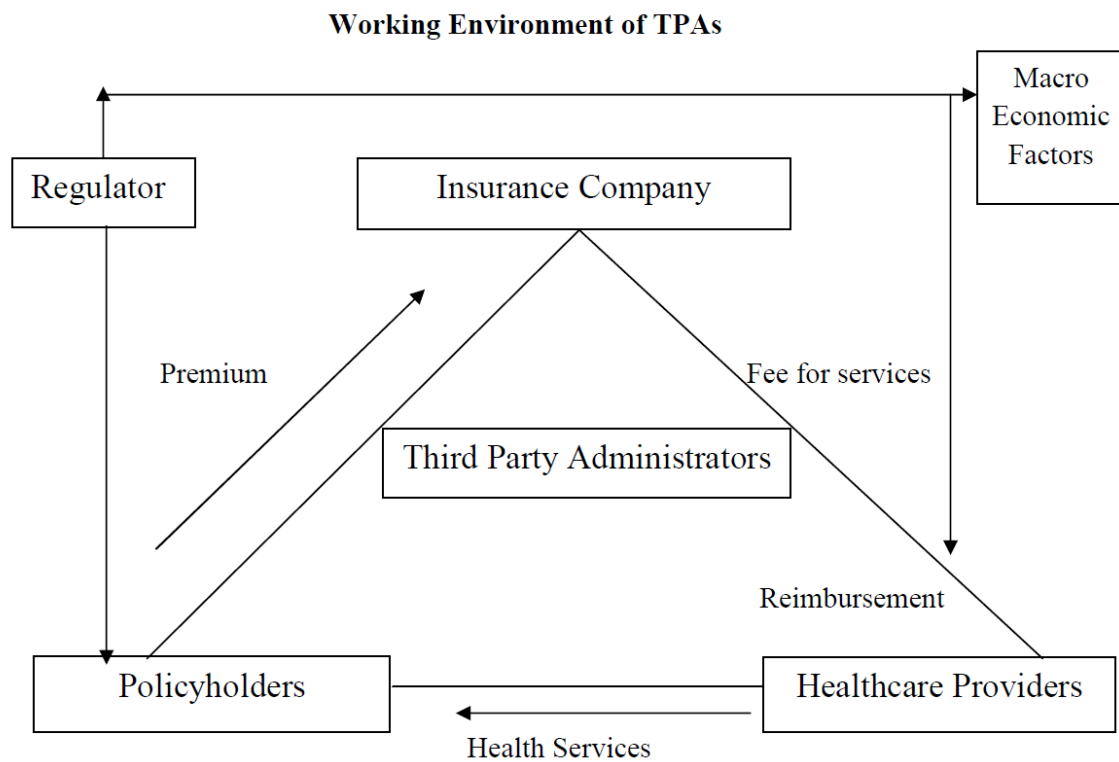 Working Environment of TPAs
Macro
Economic
Factors
Regulator
Insurance Company
Premium
Fee for services
Third Party Administrators
Reimbursement
Policyholders
Healthcare Providers
Health Services